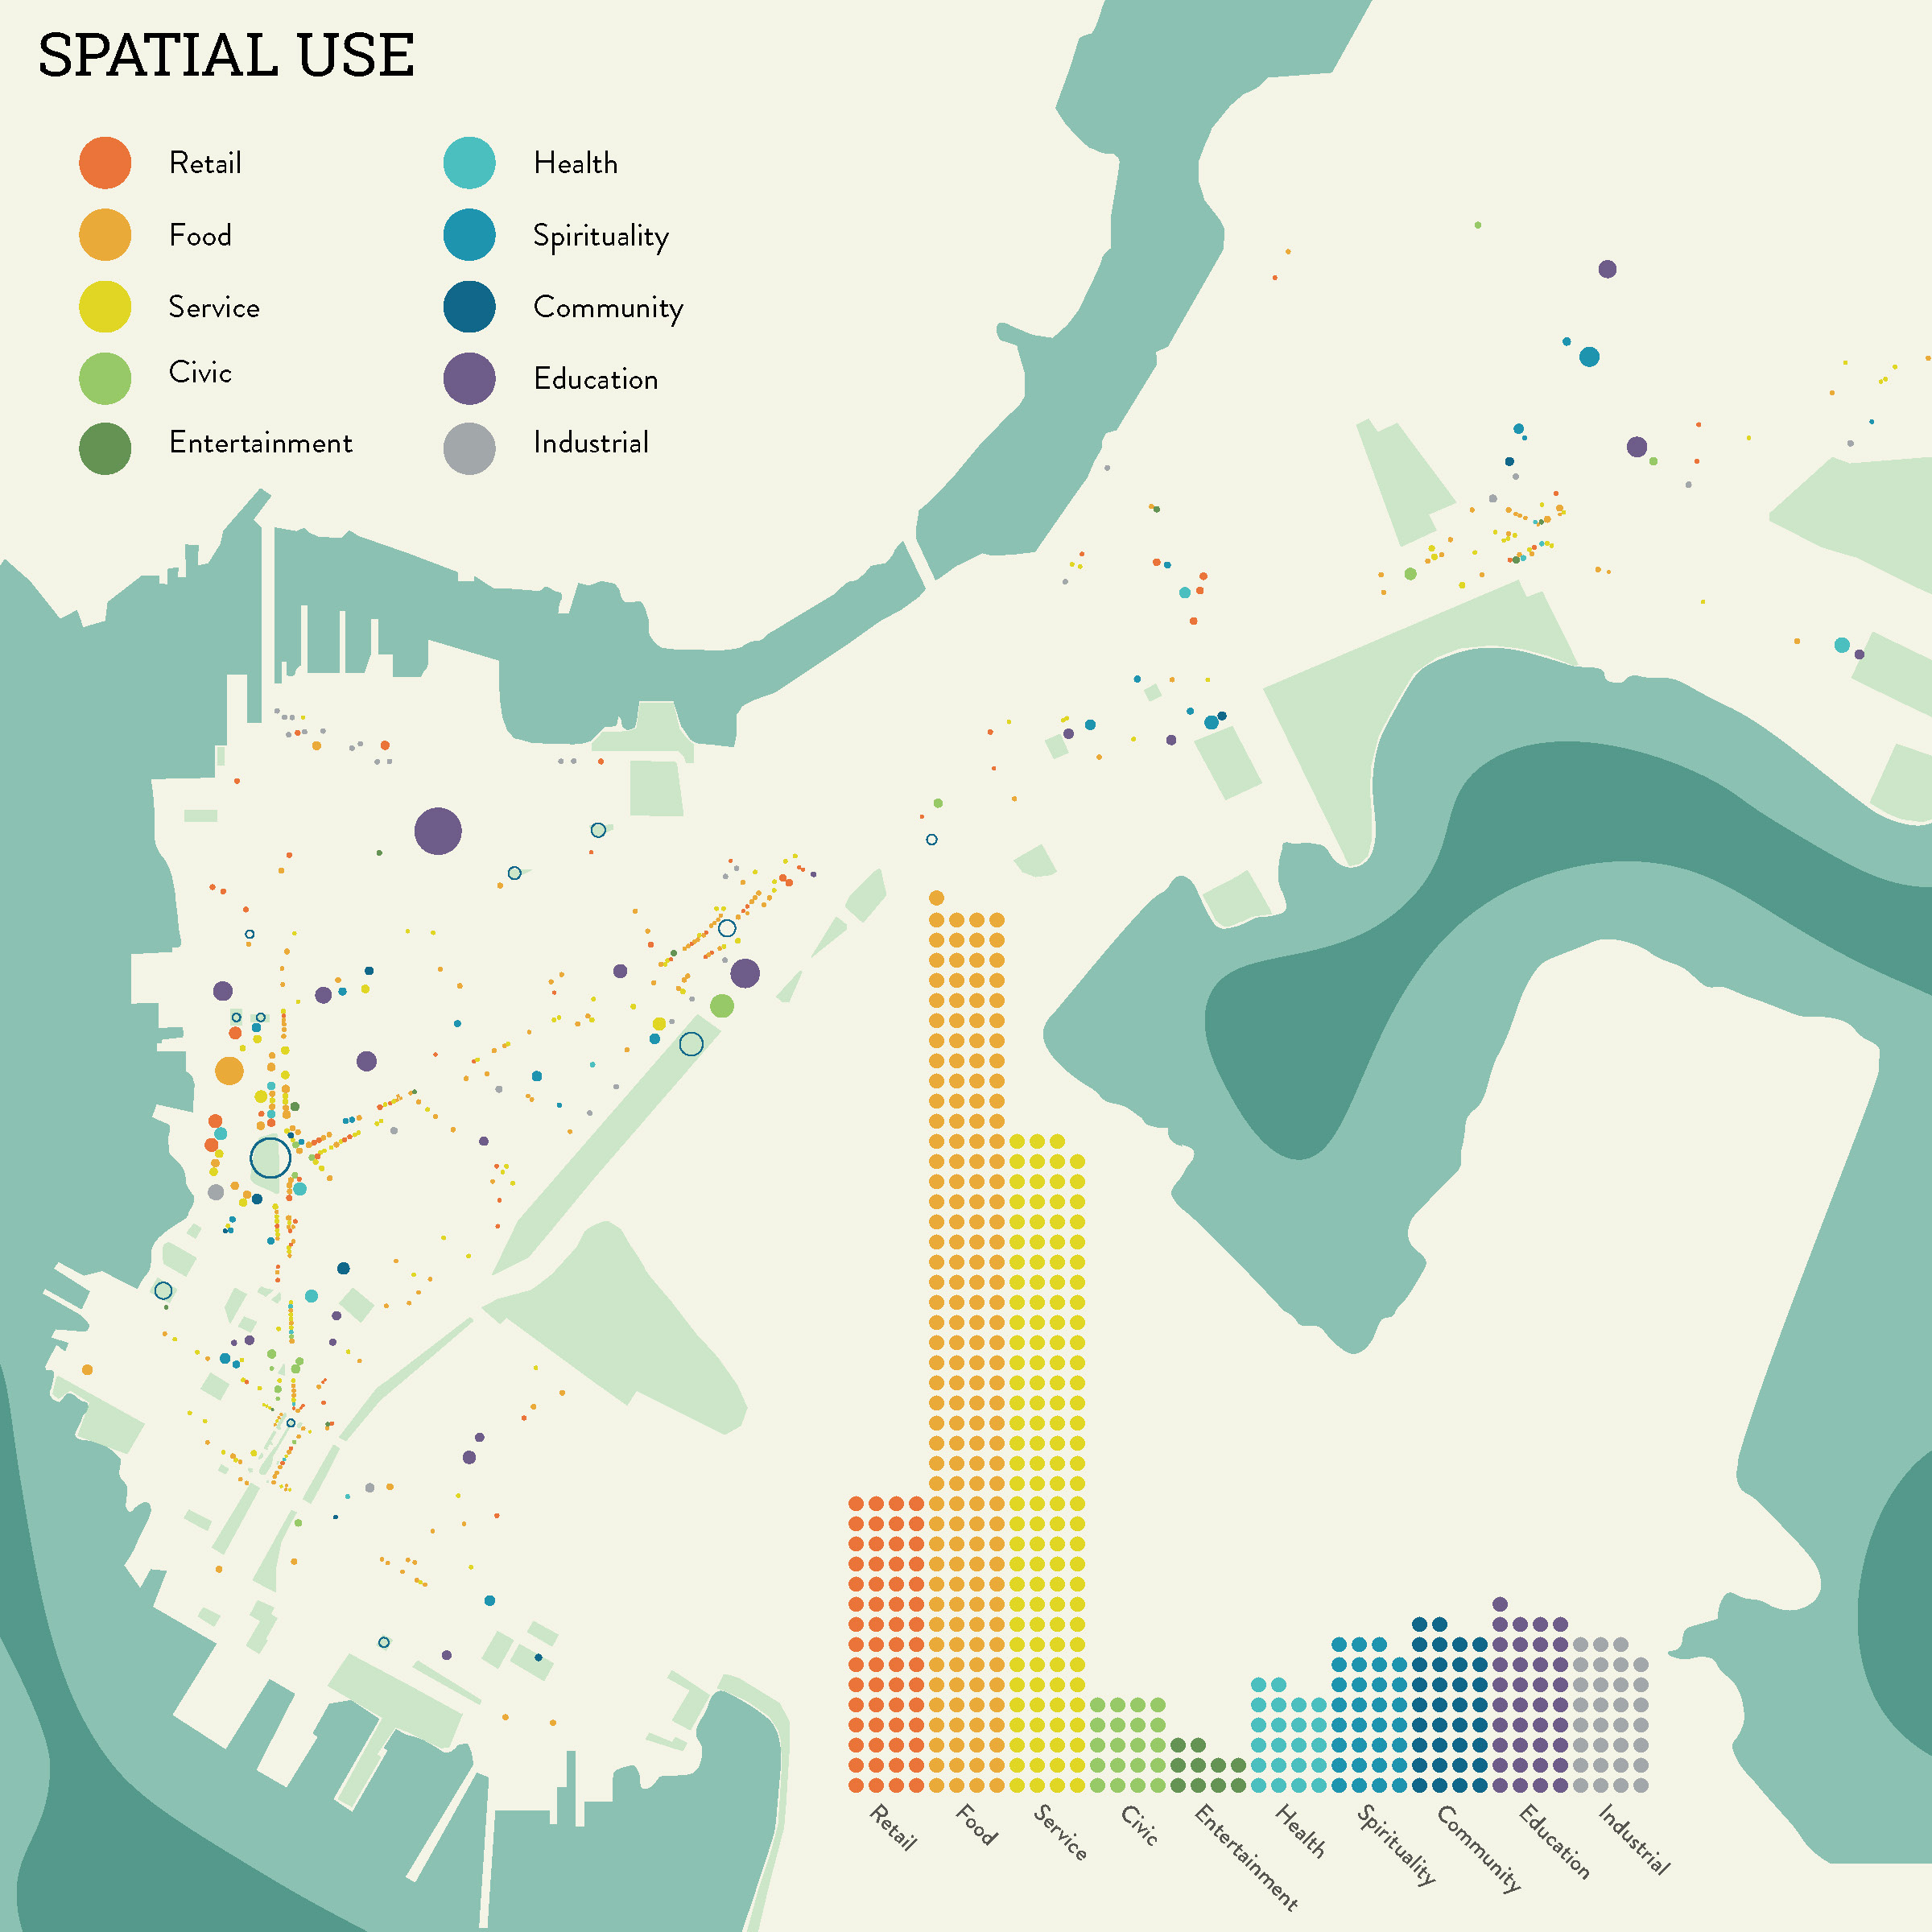 SPATIAL USE
Retail
Food
Service
Civic
Entertainment
Health
Spirituality
Community
Education
Industrial
Retail
Food
Service
Civic
Entertainment
Health
Spirituality
Community
Education
Industrial